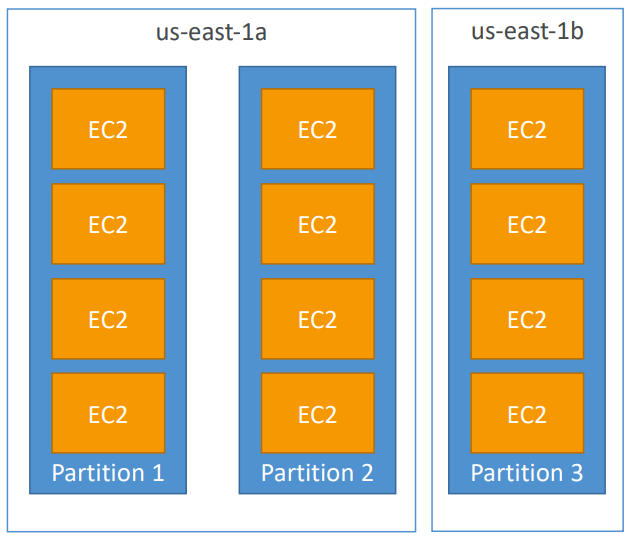 us-east-1a
EC2
EC2
EC2
EC2
Partition 1
EC2
EC2
EC2
EC2
Partition 2
us-east-1b
EC2
EC2
EC2
EC2
Partition 3